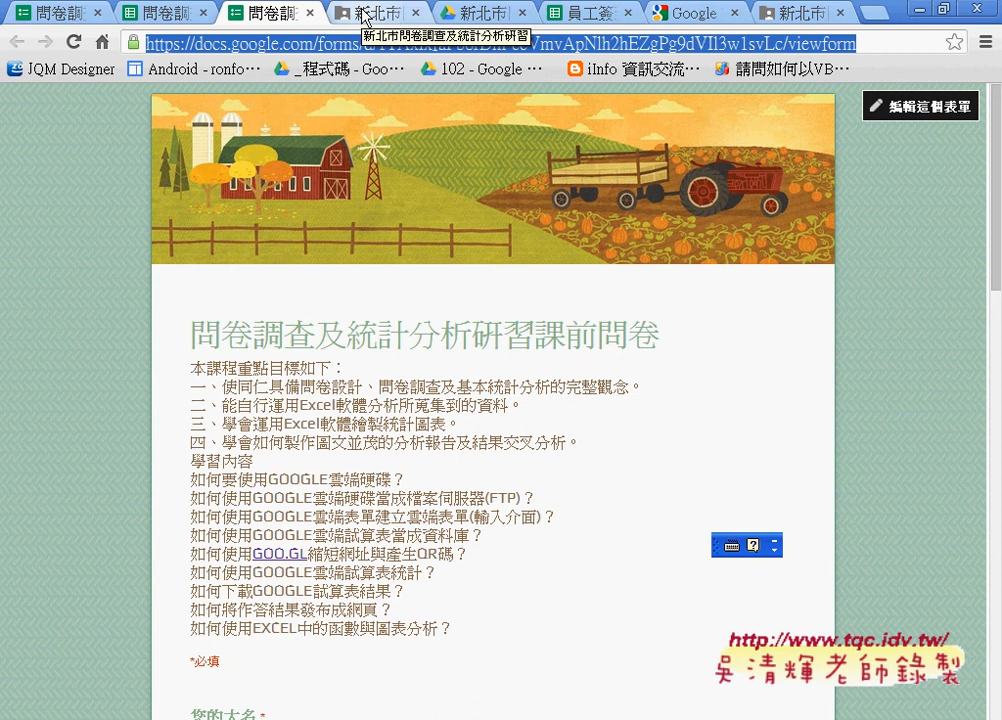 問卷調
問卷調
問卷調
新北市
新北市
員工簽
Google
新北市
新北市問卷調查及統計分析研習
JQM Designer
Android - ronfo···
_程式碼 - Goo···
102 - Google ···
iInfo 資訊交流···
請問如何以VB···
編輯這個表單
問卷調查及統計分析研習課前問卷
本課程重點目標如下：
一、使同仁具備問卷設計、問卷調查及基本統計分析的完整觀念。
二、能自行運用Excel軟體分析所蒐集到的資料。
三、學會運用Excel軟體繪製統計圖表。
四、學會如何製作圖文並茂的分析報告及結果交叉分析。
學習內容
如何要使用GOOGLE雲端硬碟？
如何使用GOOGLE雲端硬碟當成檔案伺服器(FTP)？
如何使用GOOGLE雲端表單建立雲端表單(輸入介面)？
如何使用GOOGLE雲端試算表當成資料庫？
如何使用GOO.GL縮短網址與產生QR碼？
如何使用GOOGLE雲端試算表統計？
如何下載GOOGLE試算表結果？
如何將作答結果發布成網頁？
如何使用EXCEL中的函數與圖表分析？
*必填
您的大名 *
http://www.tqc.idv.tw/
吳清輝老師錄製